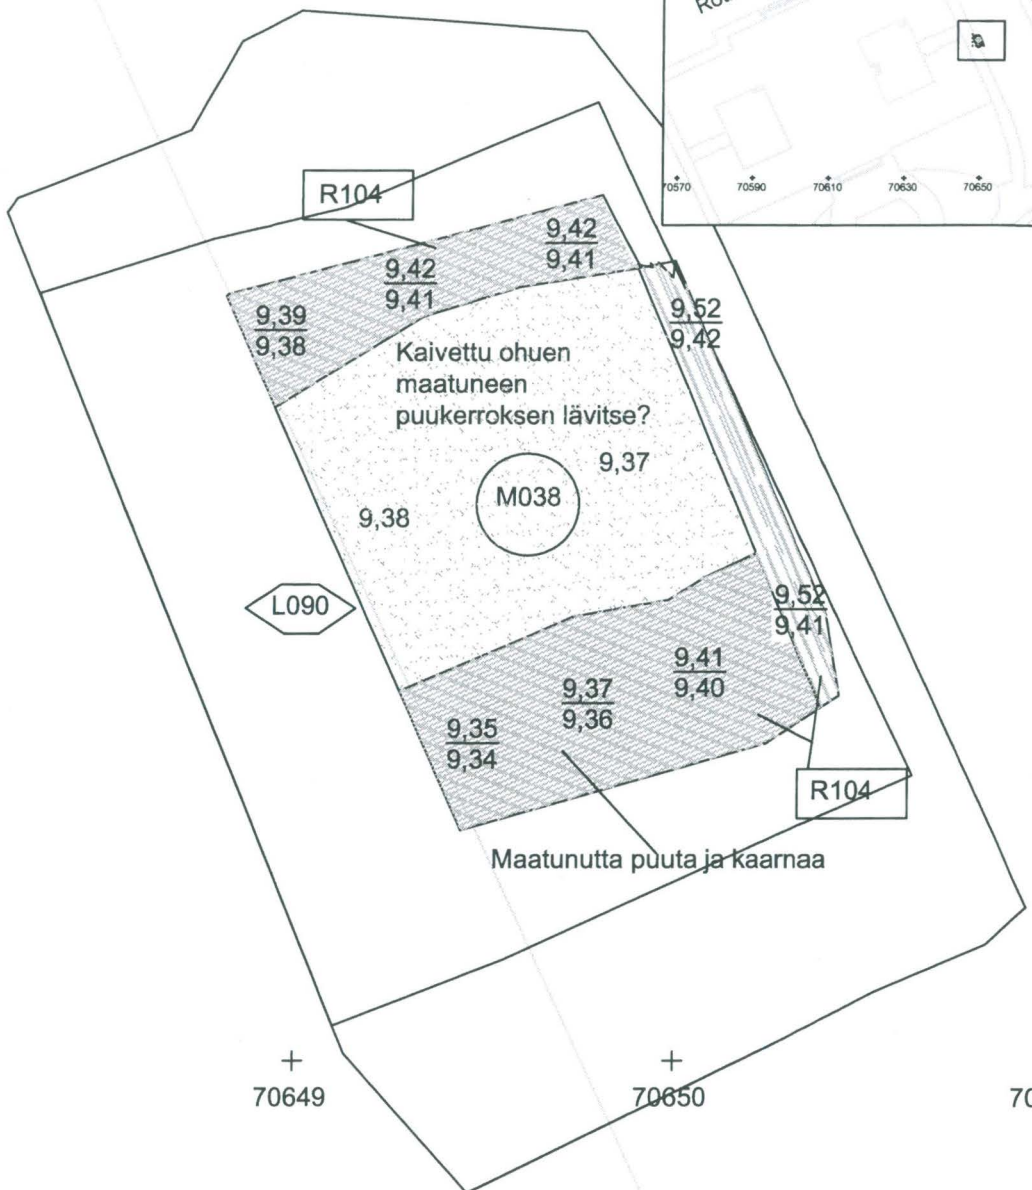 70570 70590 70610 70630 70650
R104
9,42
9,41
9,42
9,41
9,39
9,38
9,52
9,42
Kaivettu ohuen
maatuneen
puukerroksen lävitse?
9,37
M038
9,38
L090
9,52
9,41
9,41
9,40
9,37
9,36
9,35
9,34
R104
Maatunutta puuta ja kaarnaa
70649 70650